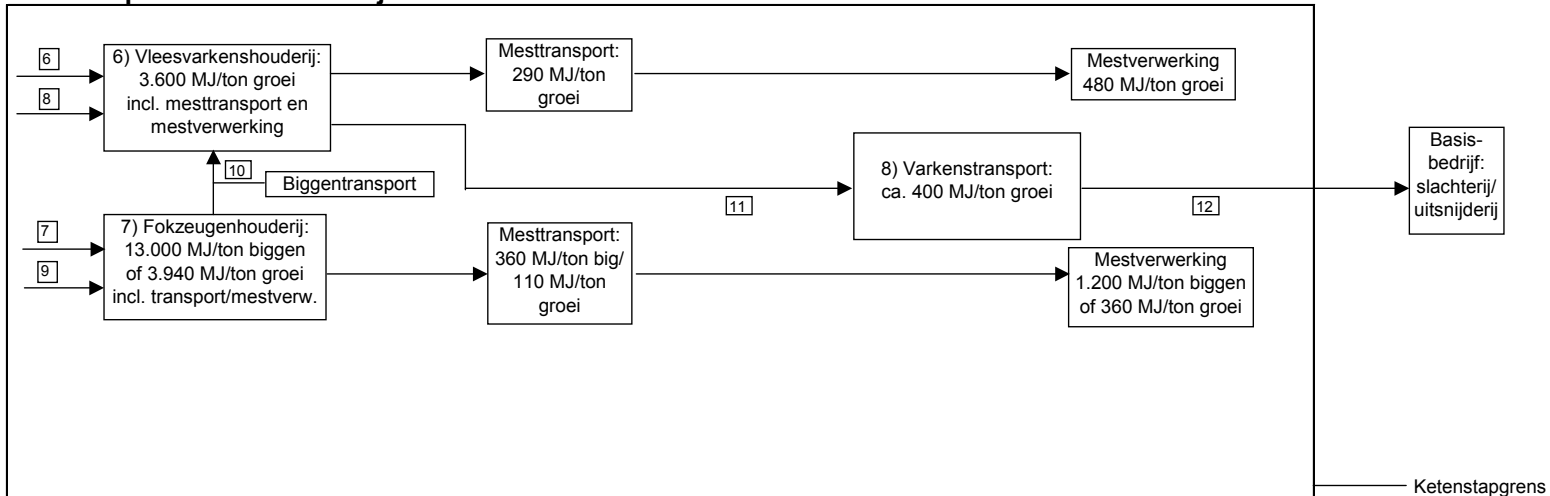 6
8
6) Vleesvarkenshouderij:
3.600 MJ/ton groei
incl. mesttransport en
mestverwerking
Mesttransport:
290 MJ/ton
groei
Mestverwerking
480 MJ/ton groei
10
Biggentransport
11
8) Varkenstransport:
ca. 400 MJ/ton groei
12
Basis-
bedrijf:
slachterij/
uitsnijderij
7
9
7) Fokzeugenhouderij:
13.000 MJ/ton biggen
of 3.940 MJ/ton groei
incl. transport/mestverw.
Mesttransport:
360 MJ/ton big/
110 MJ/ton
groei
Mestverwerking
1.200 MJ/ton biggen
of 360 MJ/ton groei
Ketenstapgrens